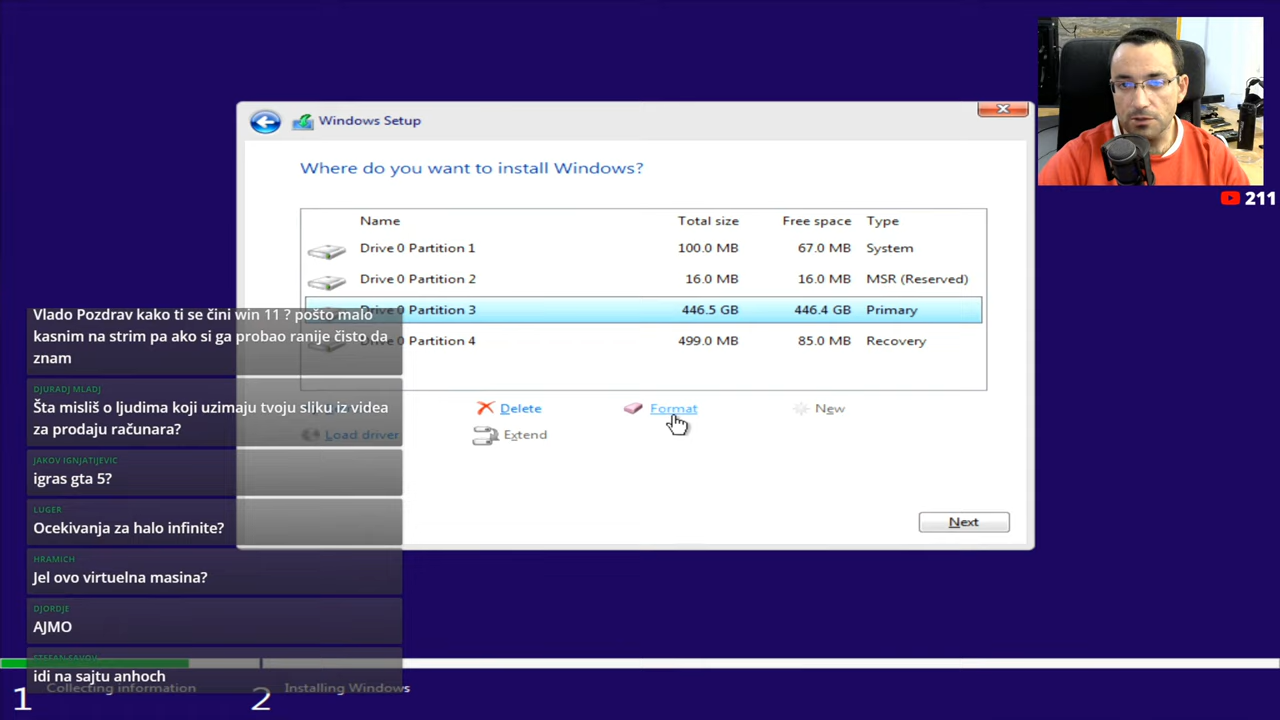 211
Windows Setup
Where do you want to install Windows?
Name Total size Free space Type
Drive 0 Partition 1 100.0 MB 67.0 MB System
Drive 0 Partition 2 16.0 MB 16.0 MB MSR (Reserved)
Drive 0 Partition 3 446.5 GB 446.4 GB Primary
Drive 0 Partition 4 499.0 MB 85.0 MB Recovery
Delete Format New
Load driver Extend
Next
Vlado Pozdrav kako ti se čini win 11 ? pošto malo
kasnim na strim pa ako si ga probao ranije čisto da
znam
DJURADJ MLADJ
Šta misliš o ljudima koji uzimaju tvoju sliku iz videa
za prodaju računara?
JAKOV IGNJATIJEVIC
igras gta 5?
LUGER
Ocekivanja za halo infinite?
HRAMICH
Jel ovo virtuelna masina?
DJORDJE
AJMO
STEFAN SAVOV
idi na sajtu anhoch
1 Collecting information 2 Installing Windows